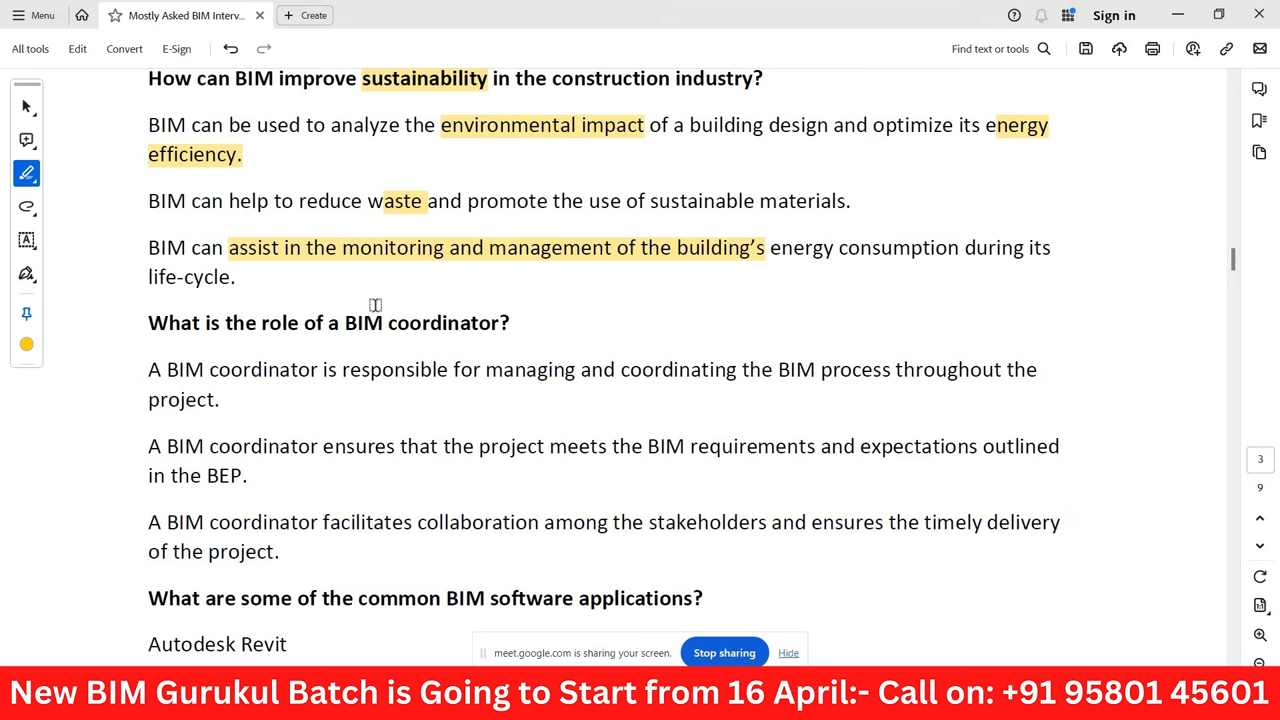 Menu
Mostly Asked BIM Interv...
Create
Sign in
All tools
Edit
Convert
E-Sign
Find text or tools
How can BIM improve sustainability in the construction industry?
BIM can be used to analyze the environmental impact of a building design and optimize its energy
efficiency.
BIM can help to reduce waste and promote the use of sustainable materials.
BIM can assist in the monitoring and management of the building’s energy consumption during its
life-cycle.
What is the role of a BIM coordinator?
A BIM coordinator is responsible for managing and coordinating the BIM process throughout the
project.
A BIM coordinator ensures that the project meets the BIM requirements and expectations outlined
in the BEP.
A BIM coordinator facilitates collaboration among the stakeholders and ensures the timely delivery
of the project.
What are some of the common BIM software applications?
Autodesk Revit
3
9
meet.google.com is sharing your screen.
Stop sharing
Hide
New BIM Gurukul Batch is Going to Start from 16 April:- Call on: +91 95801 45601